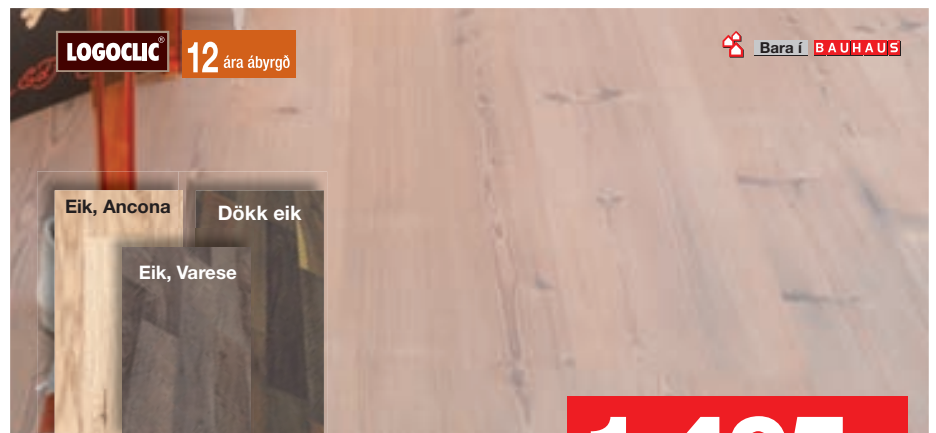 LOGOCLIC®
12 ára ábyrgð
Bara í BAUHAUS
Eik, Ancona
Dökk eik
Eik, Varese